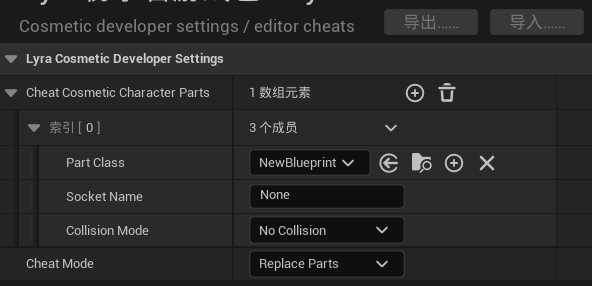 Cosmetic developer settings / editor cheats
导出......
导入......
Lyra Cosmetic Developer Settings
Cheat Cosmetic Character Parts
1 数组元素
索引 [ 0 ]
3 个成员
Part Class
NewBlueprint
Socket Name
None
Collision Mode
No Collision
Cheat Mode
Replace Parts